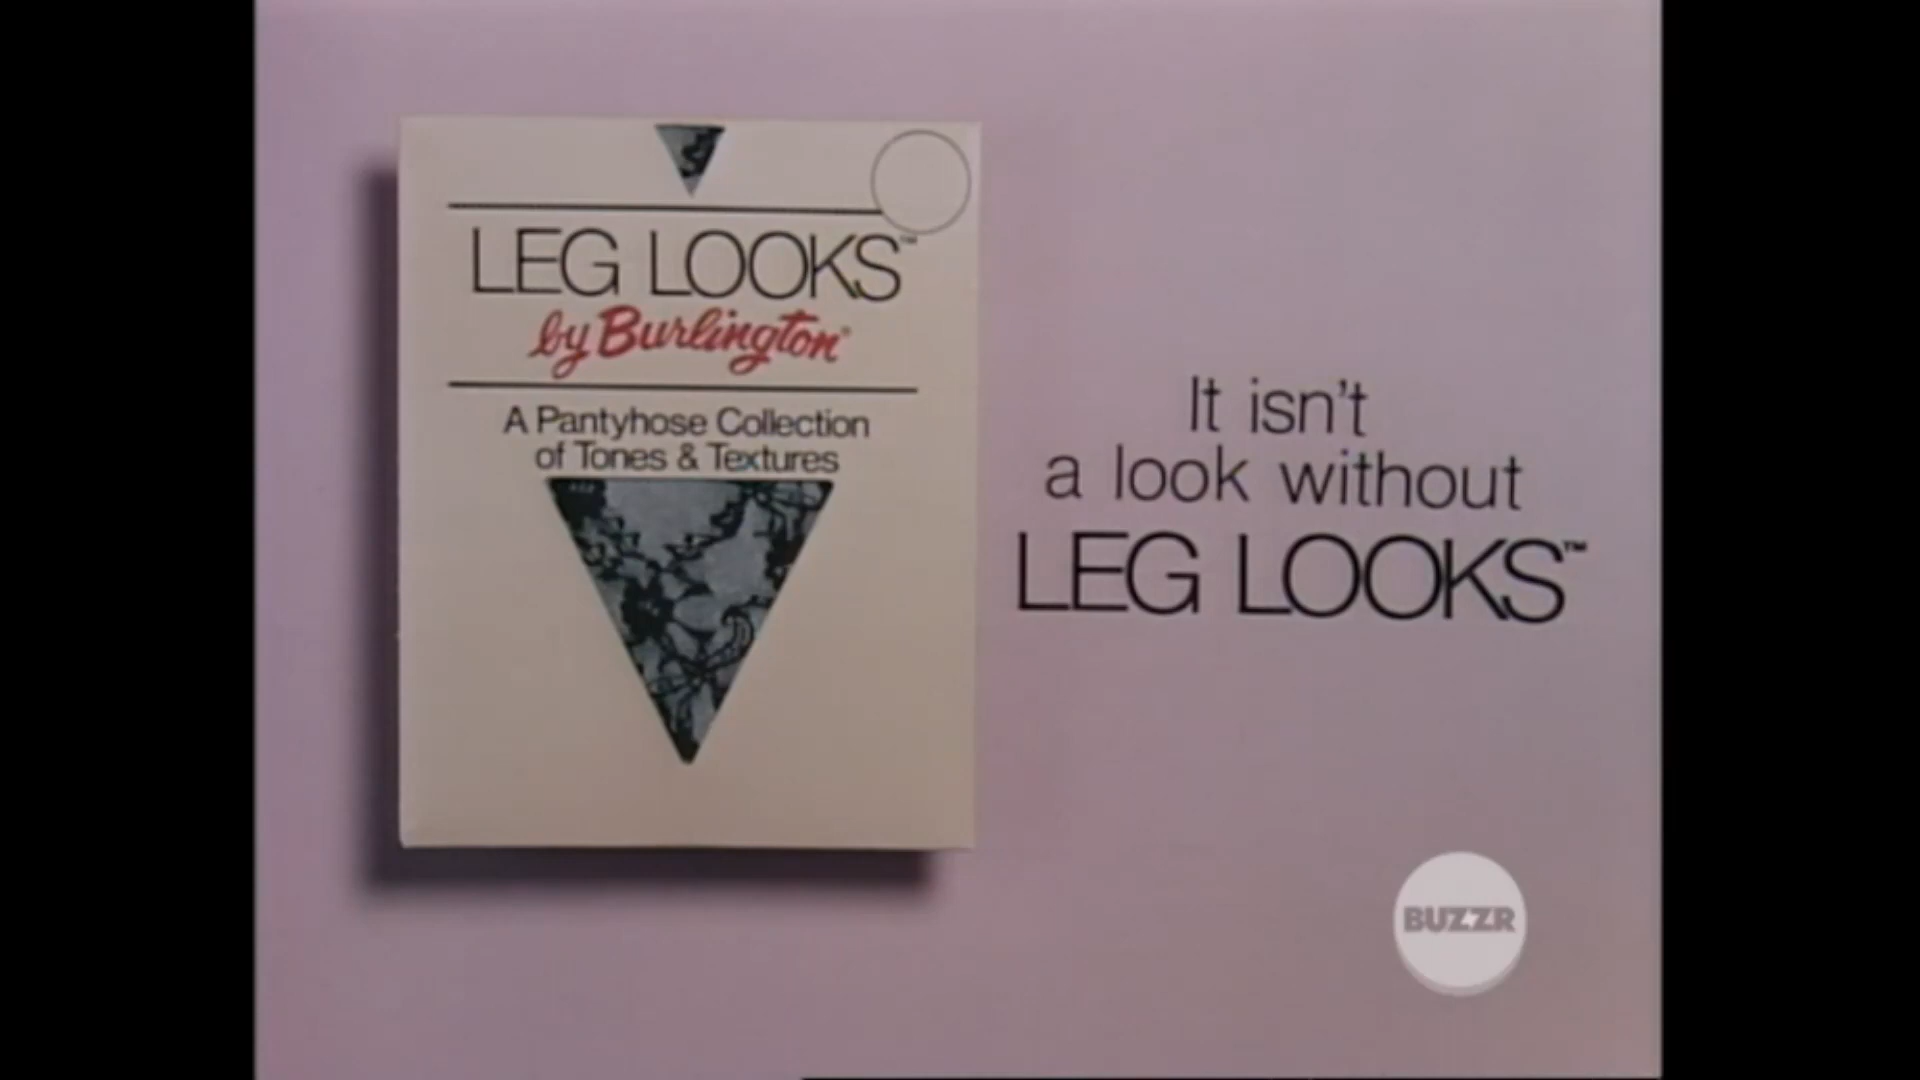 LEG LOOKS™
by Burlington®
A Pantyhose Collection
of Tones & Textures
It isn't
a look without
LEG LOOKS™
BUZZR